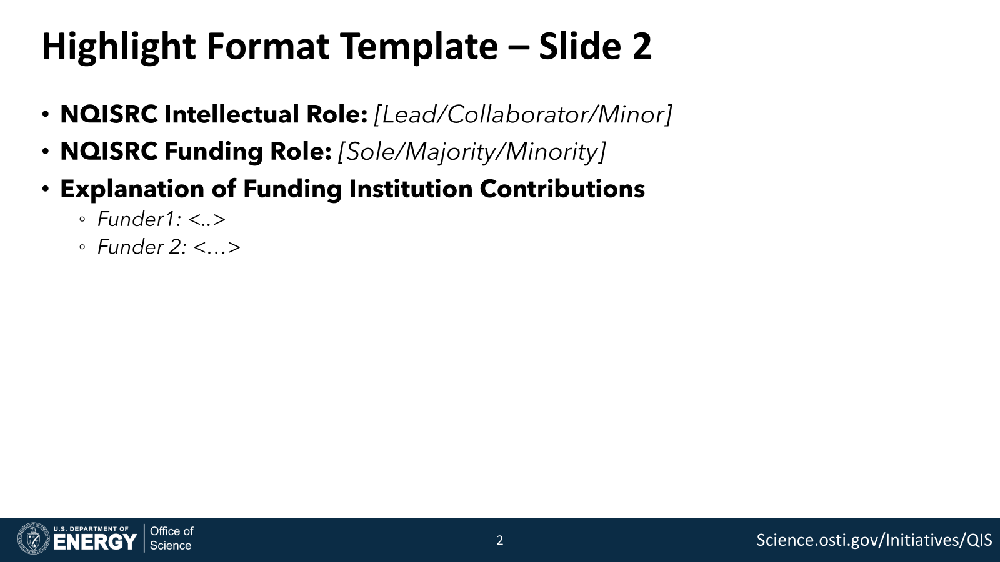 Highlight Format Template – Slide 2
• NQISRC Intellectual Role: [Lead/Collaborator/Minor]
• NQISRC Funding Role: [Sole/Majority/Minority]
• Explanation of Funding Institution Contributions
◦ Funder1: <..>
◦ Funder 2: <…>
U.S. DEPARTMENT OF
ENERGY
Office of
Science
2
Science.osti.gov/Initiatives/QIS